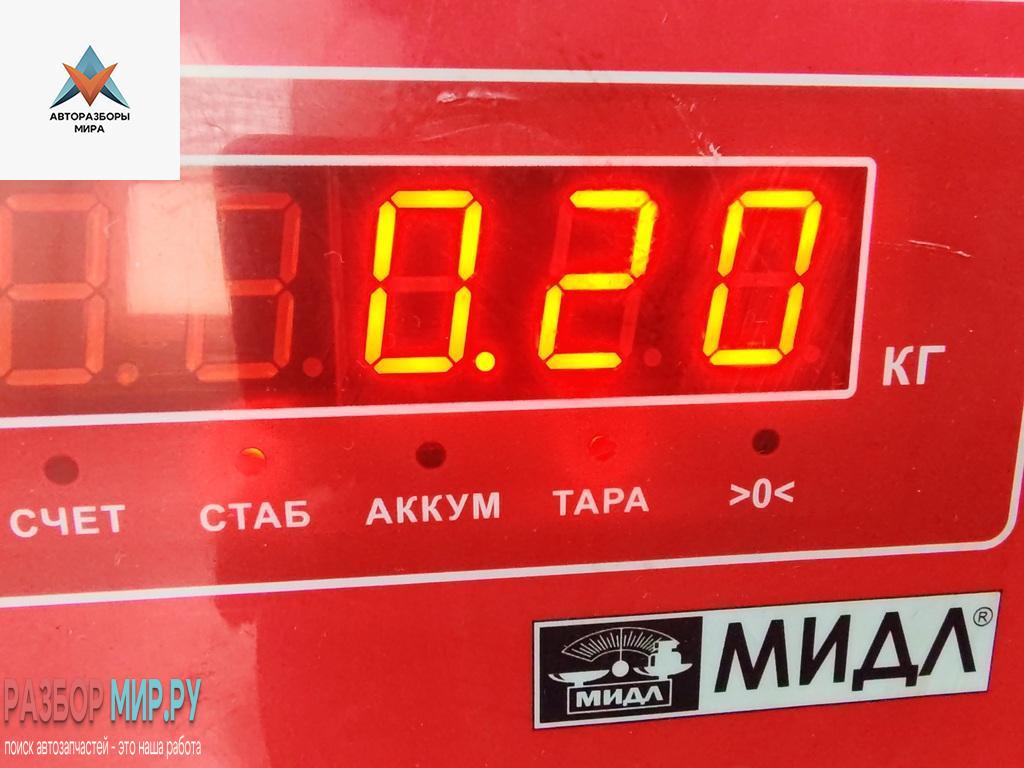 АВТОРАЗБОРЫ
МИРА
0.20
КГ
СЧЕТ СТАБ АККУМ ТАРА >0<
МИДЛ МИДЛ®
РАЗБОР МИР.РУ
поиск автозапчастей - это наша работа